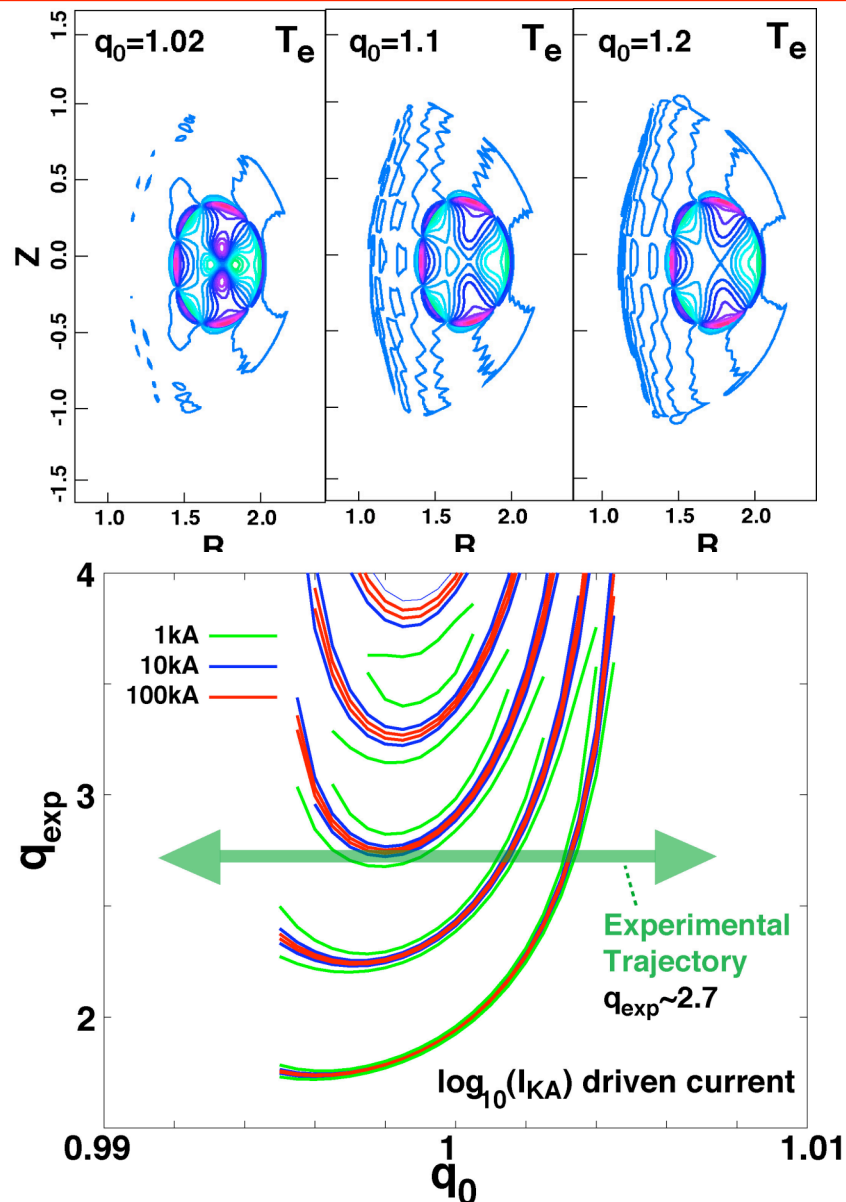 q0=1.02 Te
q0=1.1 Te
q0=1.2 Te
1.5
1.0
0.5
0.0
-0.5
-1.0
-1.5
Z
1.0 1.5 2.0
1.0 1.5 2.0
1.0 1.5 2.0
R R R
4
3
2
qexp
1kA
10kA
100kA
Experimental
Trajectory
qexp~2.7
log10(IKA) driven current
0.99 1 1.01
q0